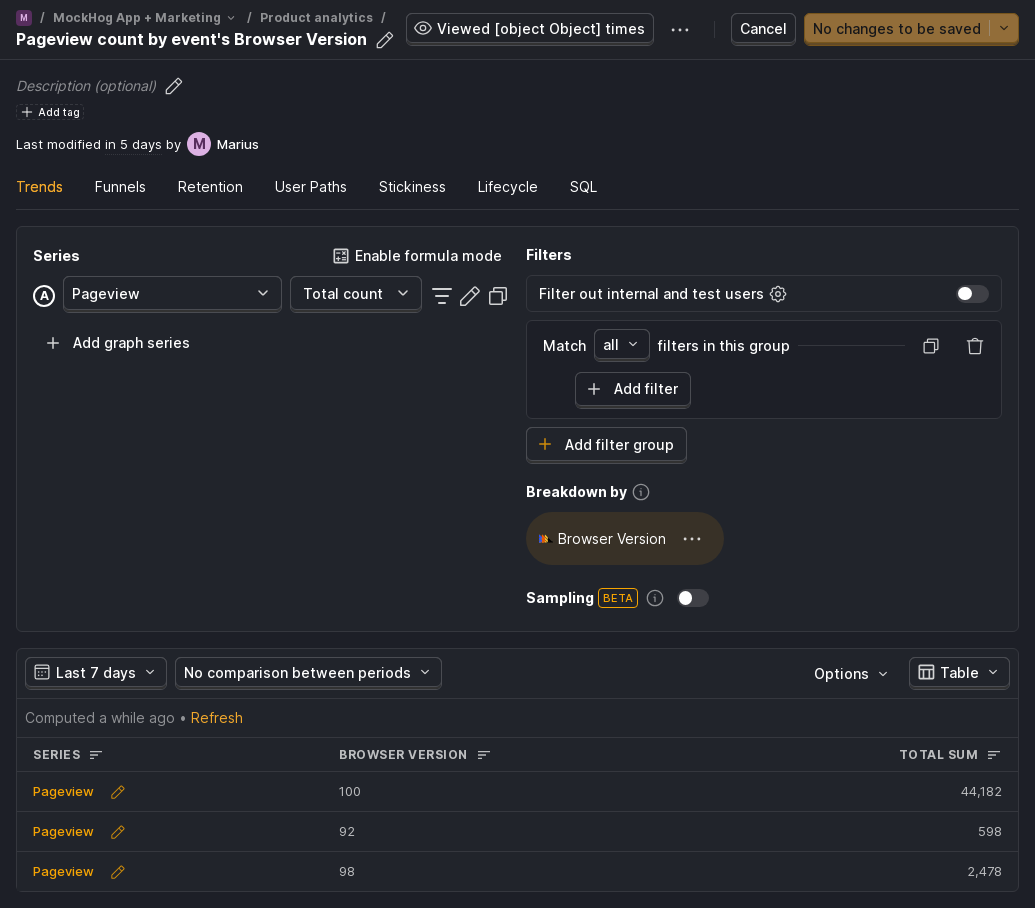 M / MockHog App + Marketing / Product analytics /
Pageview count by event's Browser Version
Viewed [object Object] times
Cancel
No changes to be saved
Description (optional)
Add tag
Last modified in 5 days by M Marius
Trends Funnels Retention User Paths Stickiness Lifecycle SQL
Series
Enable formula mode
A Pageview Total count
Add graph series
Filters
Filter out internal and test users
Match all filters in this group
Add filter
Add filter group
Breakdown by
Browser Version
Sampling BETA
Last 7 days No comparison between periods Options Table
Computed a while ago • Refresh
SERIES BROWSER VERSION TOTAL SUM
Pageview 100 44,182
Pageview 92 598
Pageview 98 2,478